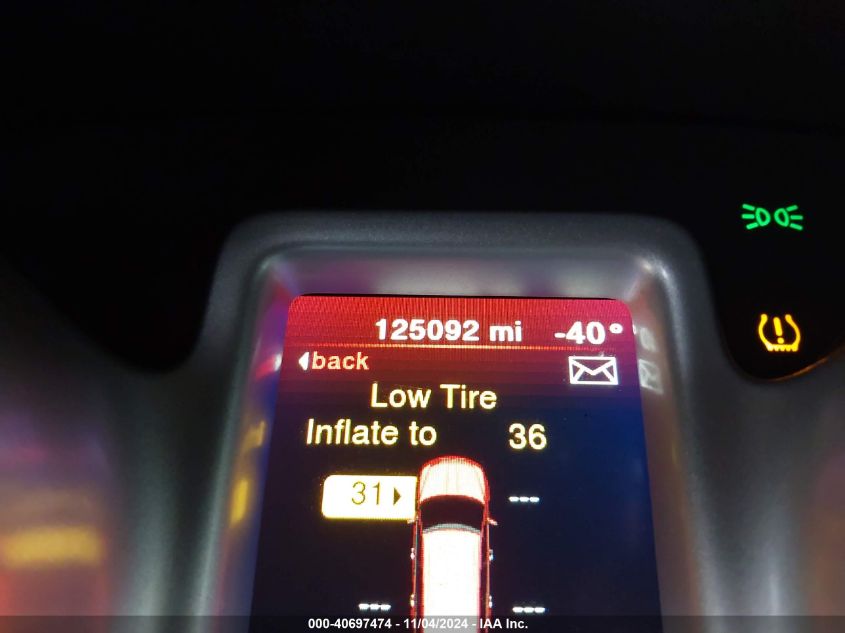 125092 mi -40°
back
Low Tire
Inflate to 36
31 ---
--- ---
000-40697474 - 11/04/2024 - IAA Inc.